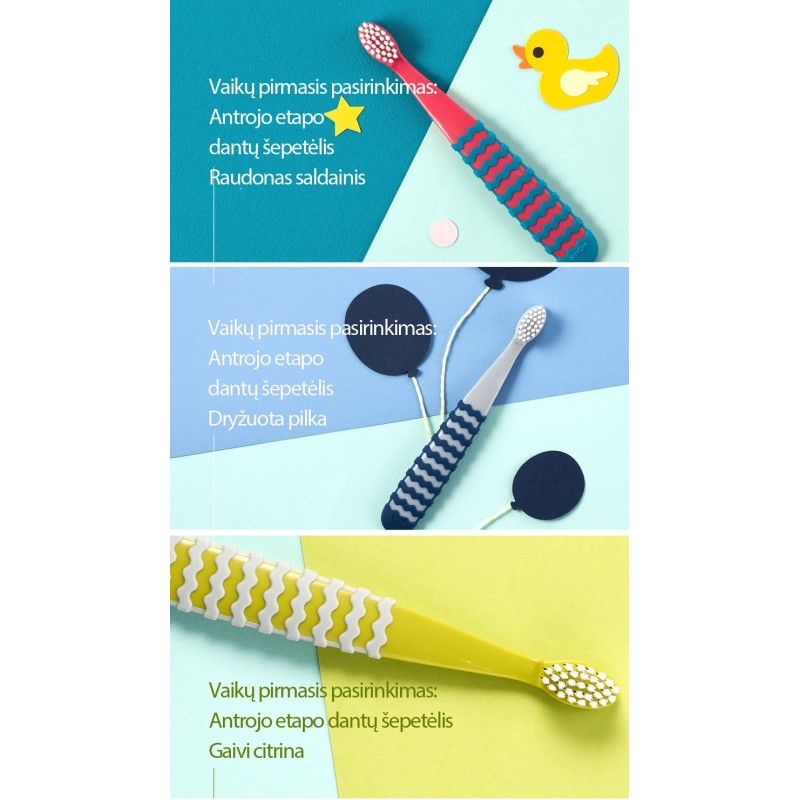 Vaikų pirmasis pasirinkimas:
Antrojo etapo
dantų šepetėlis
Raudonas saldainis
Vaikų pirmasis pasirinkimas:
Antrojo etapo
dantų šepetėlis
Dryžuota pilka
Vaikų pirmasis pasirinkimas:
Antrojo etapo dantų šepetėlis
Gaivi citrina